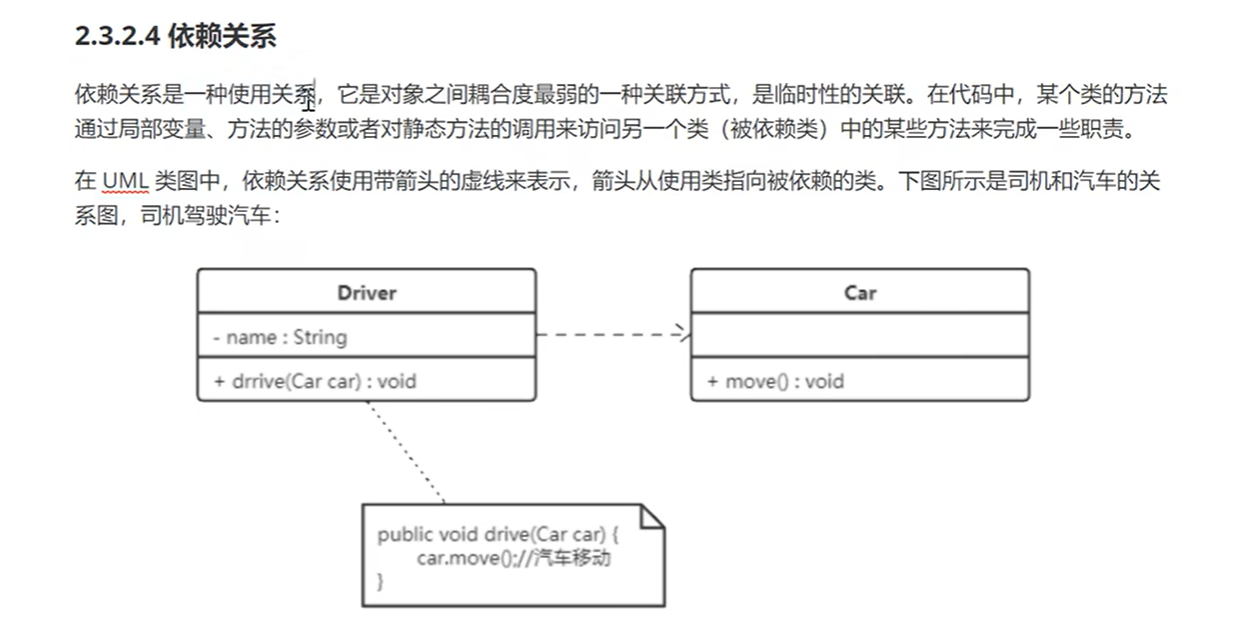 2.3.2.4 依赖关系
依赖关系是一种使用关系，它是对象之间耦合度最弱的一种关联方式，是临时性的关联。在代码中，某个类的方法
通过局部变量、方法的参数或者对静态方法的调用来访问另一个类（被依赖类）中的某些方法来完成一些职责。
在 UML 类图中，依赖关系使用带箭头的虚线来表示，箭头从使用类指向被依赖的类。下图所示是司机和汽车的关
系图，司机驾驶汽车：
Driver
- name : String
+ drrive(Car car) : void
Car
+ move() : void
public void drive(Car car) {
car.move();//汽车移动
}